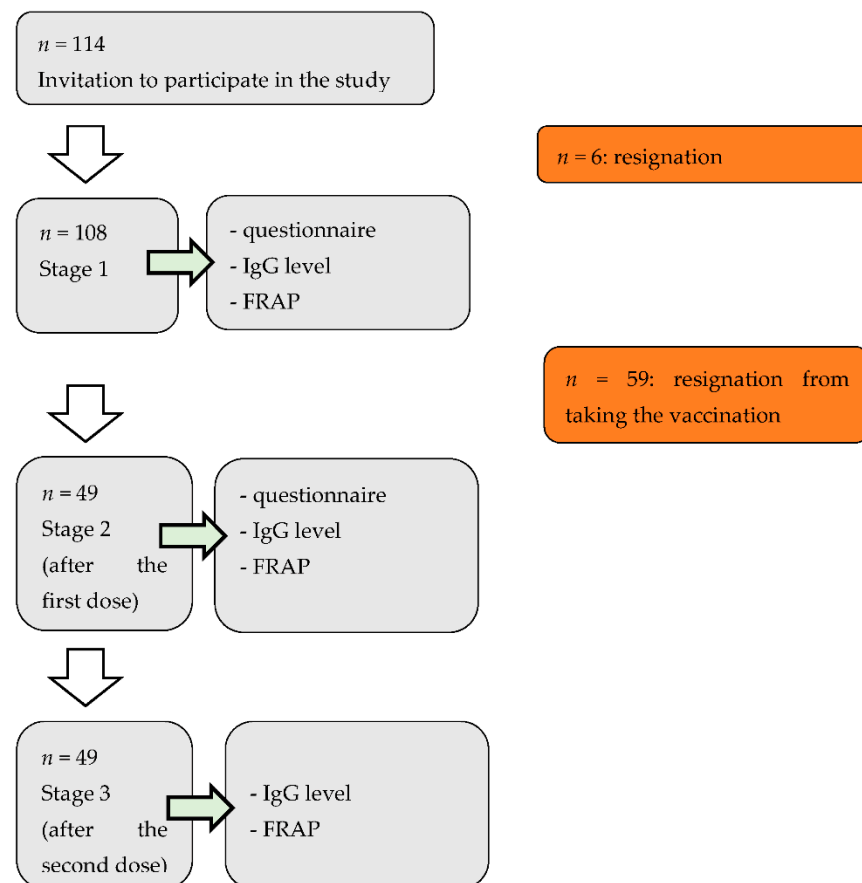 n = 114
Invitation to participate in the study
n = 6: resignation
n = 108
Stage 1
- questionnaire
- IgG level
- FRAP
n = 59: resignation from
taking the vaccination
n = 49
Stage 2
(after the
first dose)
- questionnaire
- IgG level
- FRAP
n = 49
Stage 3
(after the
second dose)
- IgG level
- FRAP